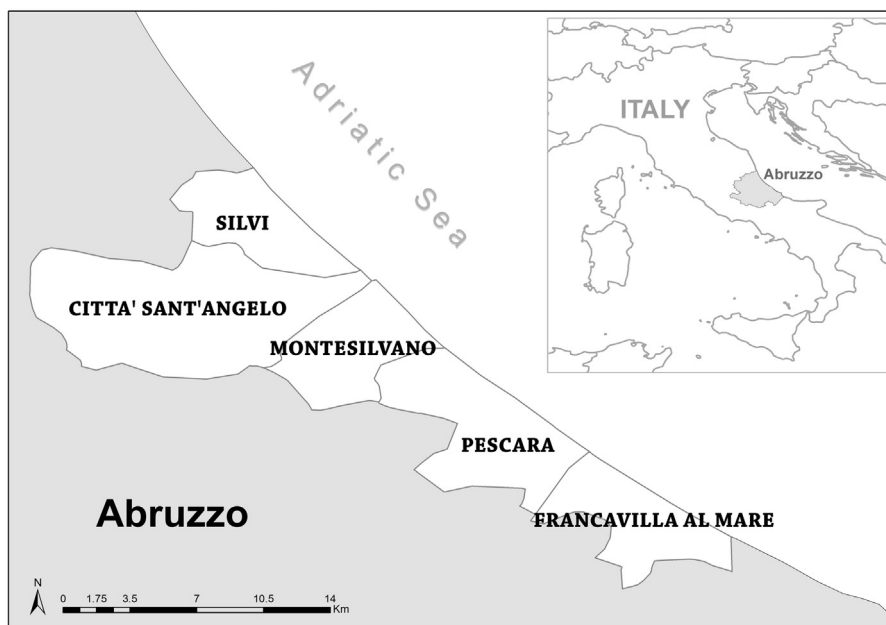 Adriatic Sea
ITALY
Abruzzo
SILVI
CITTA' SANT'ANGELO
MONTESILVANO
PESCARA
FRANCAVILLA AL MARE
Abruzzo
N
0 1.75 3.5 7 10.5 14
Km